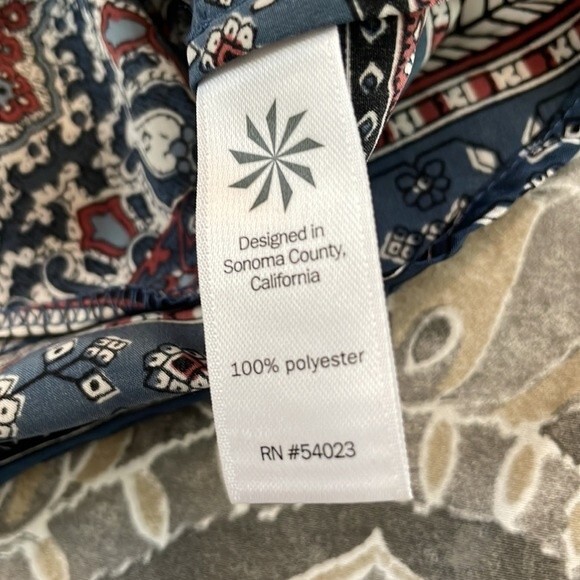 Designed in
Sonoma County,
California
100% polyester
RN #54023